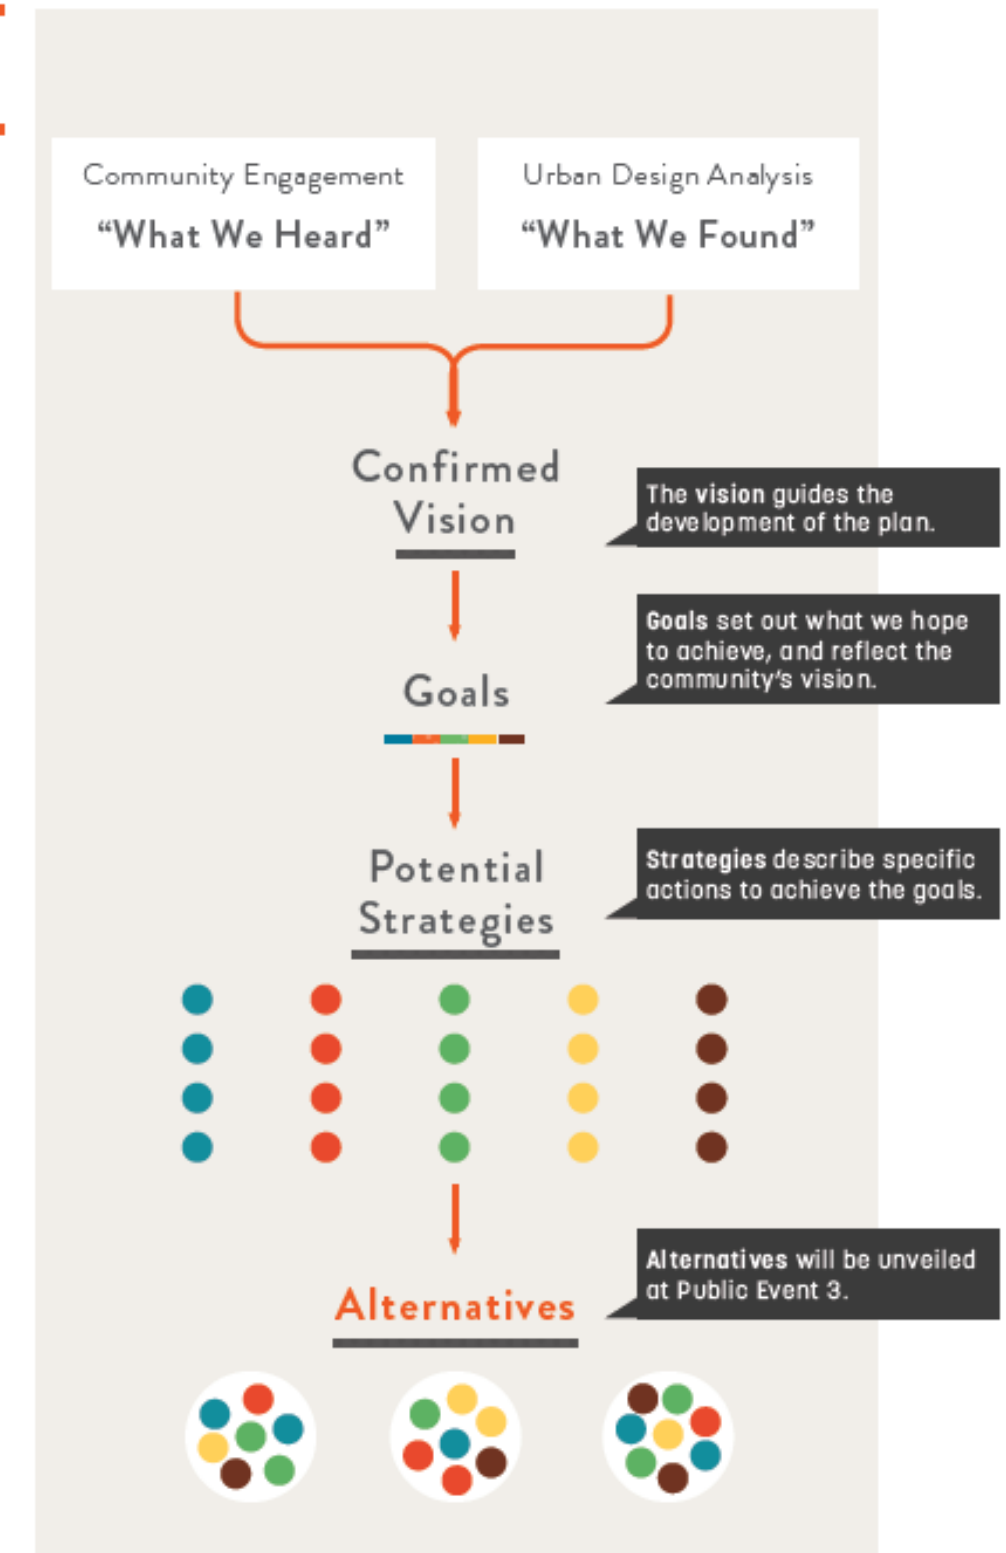 Community Engagement
“What We Heard”
Urban Design Analysis
“What We Found”
Confirmed
Vision
The vision guides the
development of the plan.
Goals set out what we hope
to achieve, and reflect the
community’s vision.
Goals
Potential
Strategies
Strategies describe specific
actions to achieve the goals.
Alternatives will be unveiled
at Public Event 3.
Alternatives